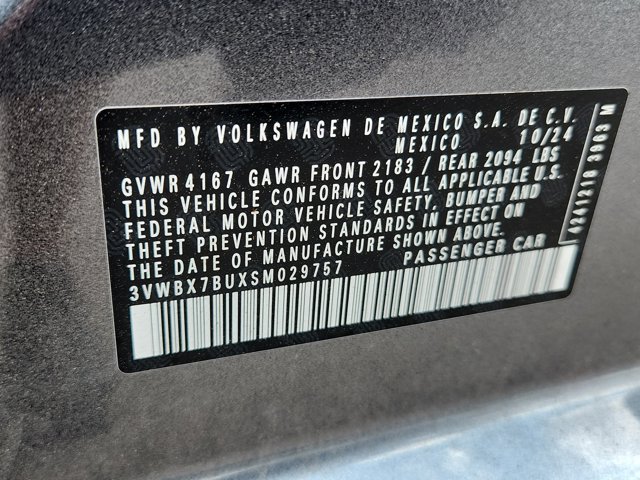 MFD BY VOLKSWAGEN DE MEXICO S.A. DE C.V.
MEXICO 10/24
GVWR 4167 GAWR FRONT 2183 / REAR 2094 LBS
THIS VEHICLE CONFORMS TO ALL APPLICABLE U.S.
FEDERAL MOTOR VEHICLE SAFETY, BUMPER AND
THEFT PREVENTION STANDARDS IN EFFECT ON
THE DATE OF MANUFACTURE SHOWN ABOVE.
3VWBX7BUXSM029757 PASSENGER CAR